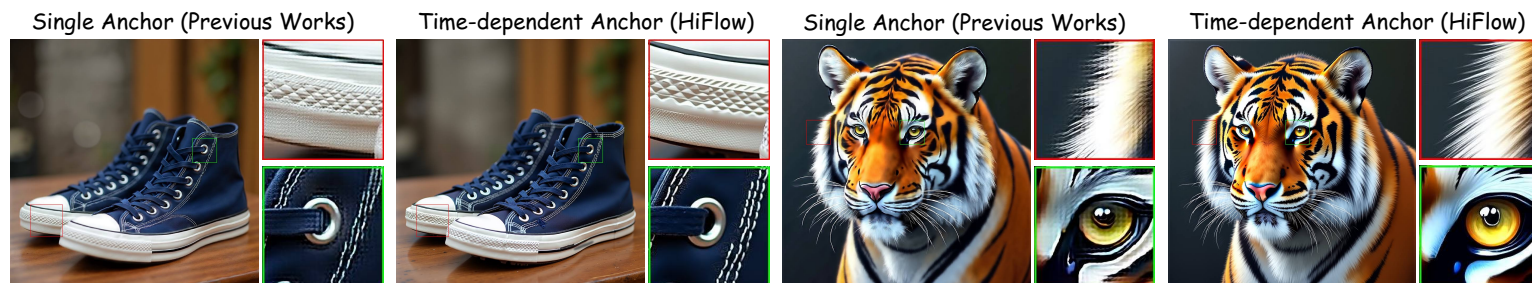 Single Anchor (Previous Works)
Time-dependent Anchor (HiFlow)
Single Anchor (Previous Works)
Time-dependent Anchor (HiFlow)